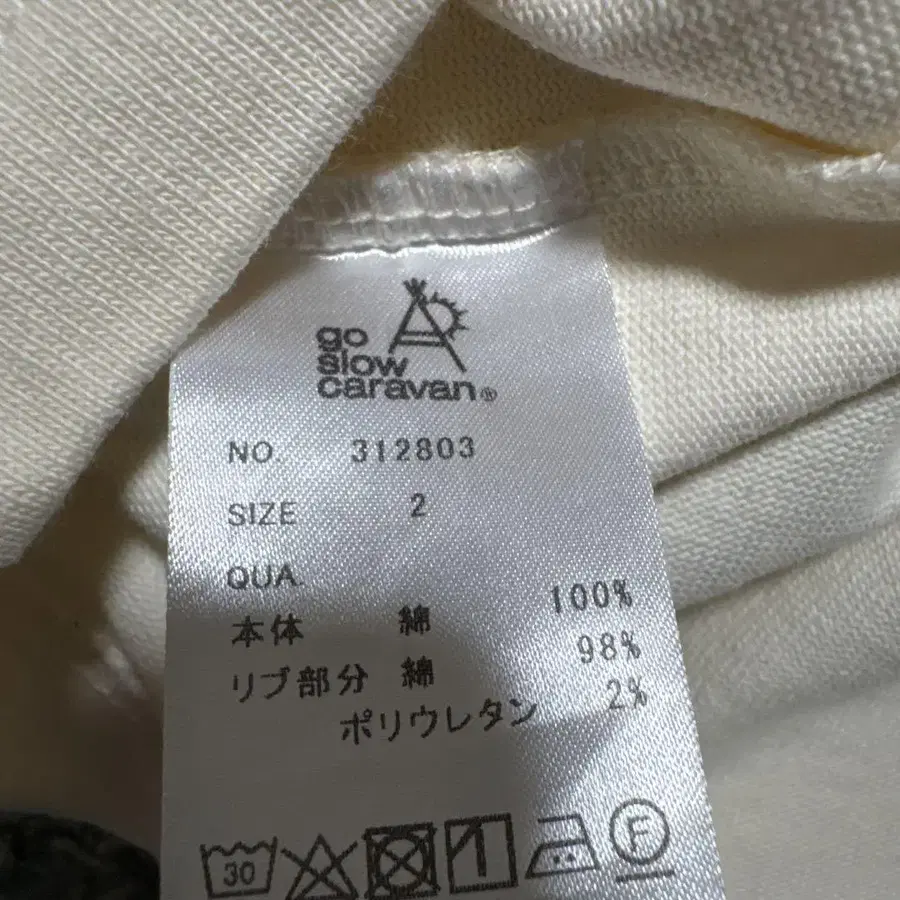 go
slow
caravan®
NO. 312803
SIZE 2
QUA.
本体 綿 100%
リブ部分 綿 98%
ポリウレタン 2%
30 F